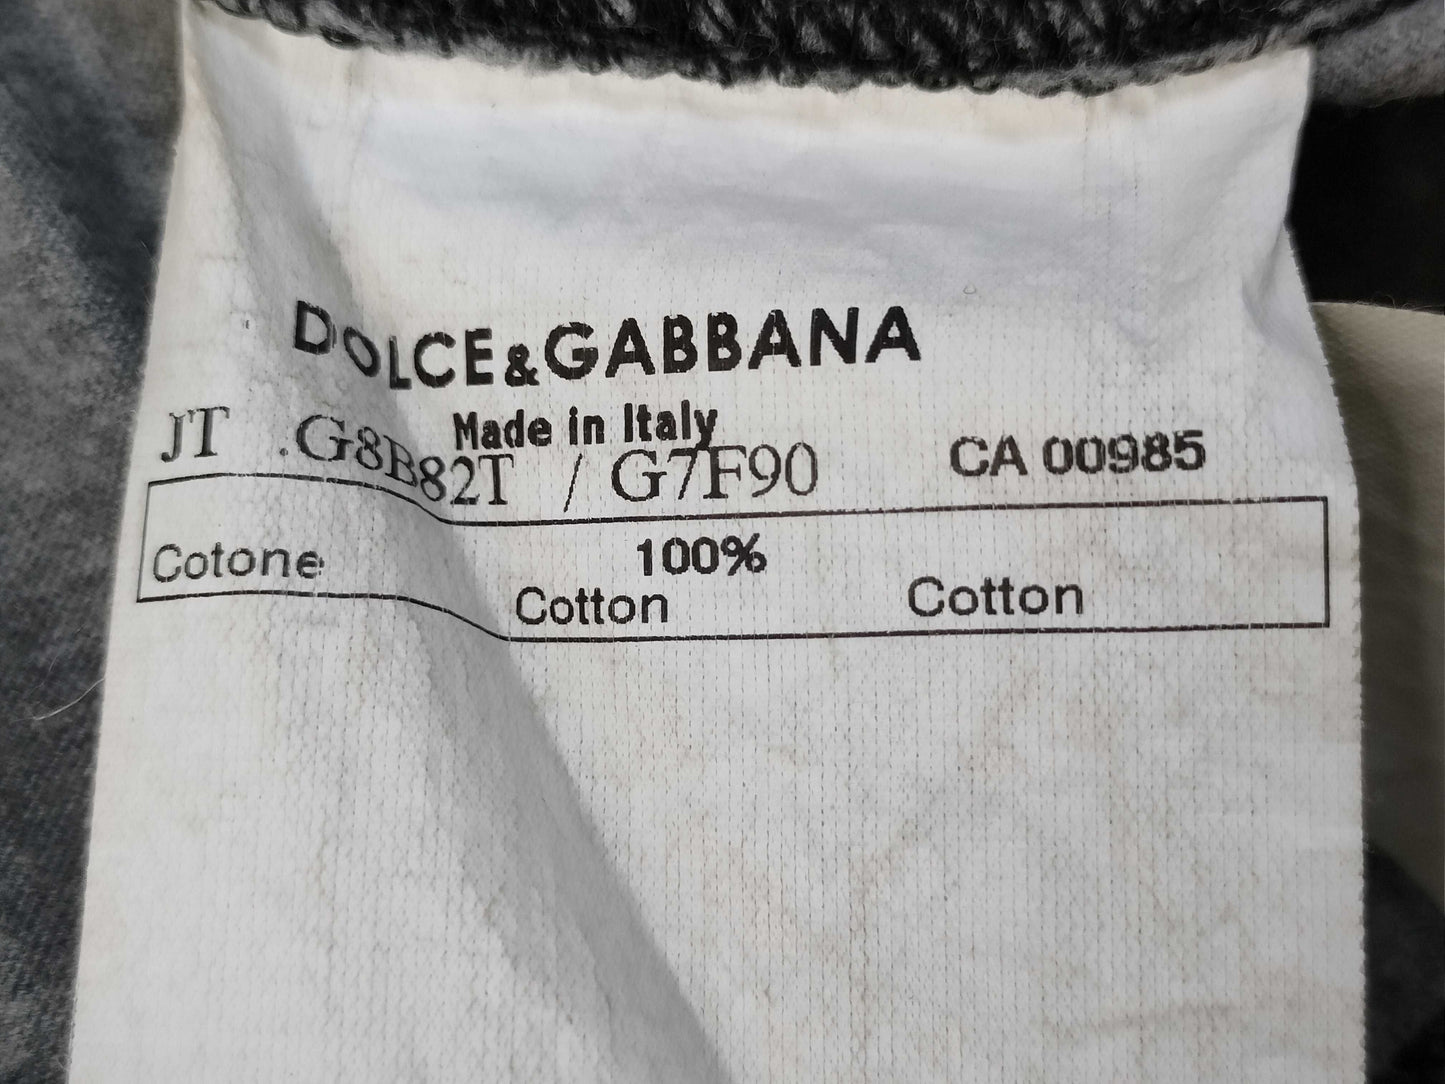 DOLCE&GABBANA
Made in Italy
JT .G8B82T / G7F90 CA 00985
Cotone 100%
Cotton Cotton